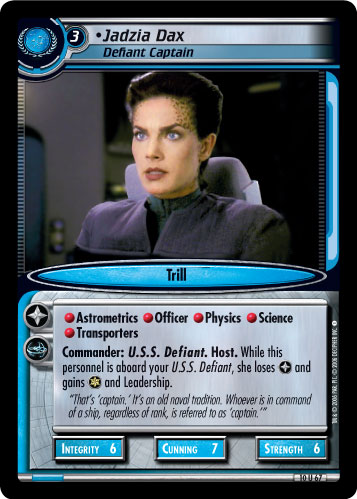 3
•Jadzia Dax
Defiant Captain
Trill
Astrometrics Officer Physics Science
Transporters
Commander: U.S.S. Defiant. Host. While this
personnel is aboard your U.S.S. Defiant, she loses
and gains and Leadership.
"That's 'captain.' It's an old naval tradition. Whoever is in command
of a ship, regardless of rank, is referred to as 'captain.'"
INTEGRITY 6 CUNNING 7 STRENGTH 6
10 U 67